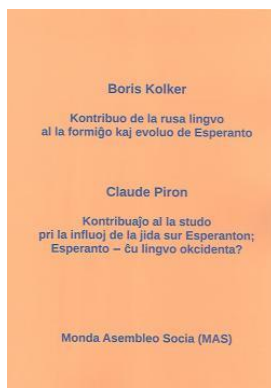 Boris Kolker
Kontribuo de la rusa lingvo
al la formiĝo kaj evoluo de Esperanto
Claude Piron
Kontribuaĵo al la studo
pri la influoj de la jida sur Esperanton;
Esperanto – ĉu lingvo okcidenta?
Monda Asembleo Socia (MAS)